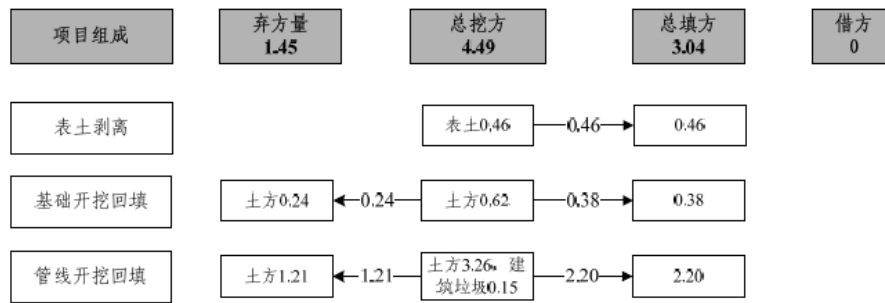 项目组成
弃方量
1.45
总挖方
4.49
总填方
3.04
借方
0
表土剥离
表土0.46
0.46
0.46
基础开挖回填
土方0.24
0.24
土方0.62
0.38
0.38
管线开挖回填
土方1.21
1.21
土方3.26，建
筑垃圾0.15
2.20
2.20